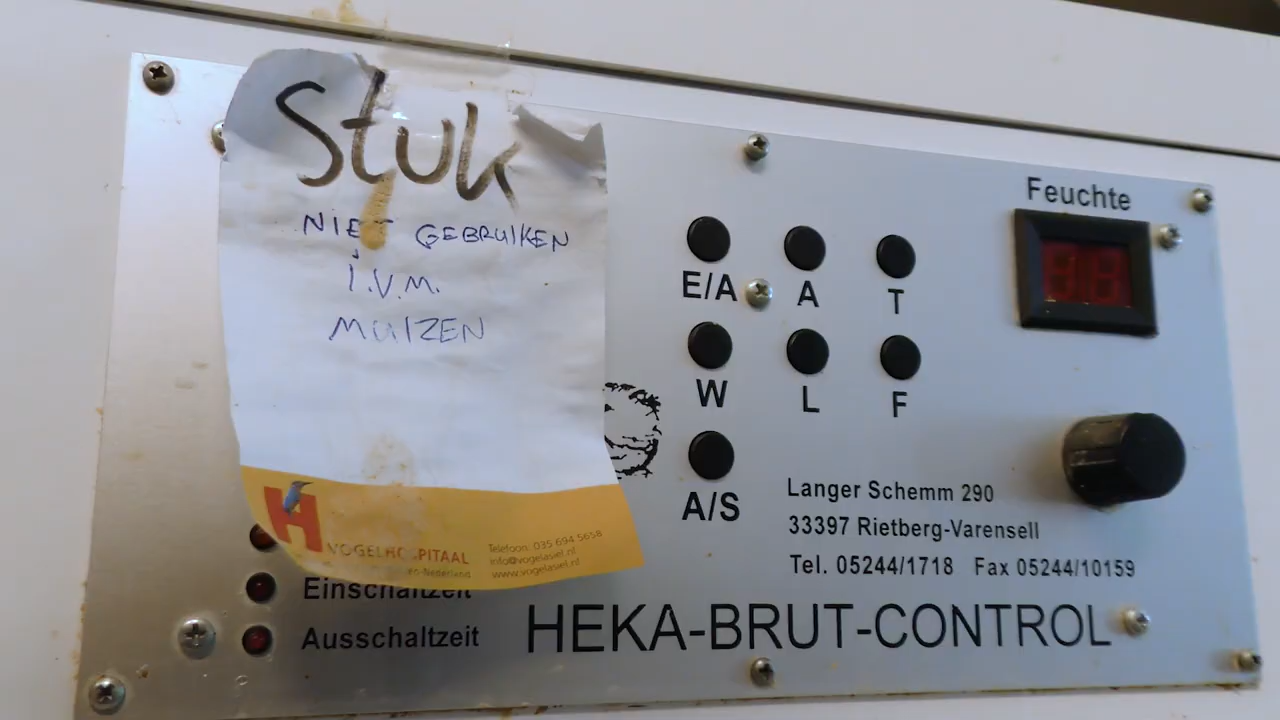 Stuk
NIET GEBRUIKEN
i.V.M.
MUIZEN
H
VOGELHOSPITAAL
Nederland
Telefoon: 035 694 5658
info@vogelasiel.nl
www.vogelasiel.nl
Feuchte
E/A A T
W L F
A/S
Langer Schemm 290
33397 Rietberg-Varensell
Tel. 05244/1718 Fax 05244/10159
Einschaltzeit
Ausschaltzeit
HEKA-BRUT-CONTROL